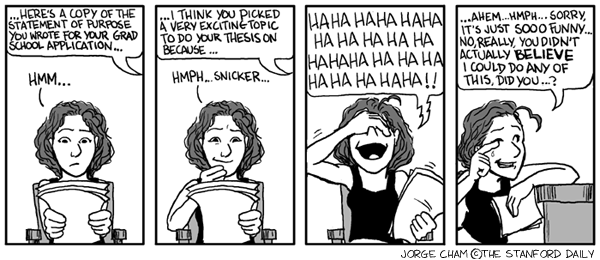 ...HERE'S A COPY OF THE
STATEMENT OF PURPOSE
YOU WROTE FOR YOUR GRAD
SCHOOL APPLICATION...
HMM...
...I THINK YOU PICKED
A VERY EXCITING TOPIC
TO DO YOUR THESIS ON
BECAUSE...
HMPH... SNICKER...
HA HA HAHA HAHA
HA HA HA HA HA
HAHAHA HA HA HA
HA HA HA HAHA!!
...AHEM...HMPH... SORRY,
IT'S JUST SOOO FUNNY...
NO, REALLY, YOU DIDN'T
ACTUALLY BELIEVE
I COULD DO ANY OF
THIS, DID YOU...?
JORGE CHAM ©THE STANFORD DAILY